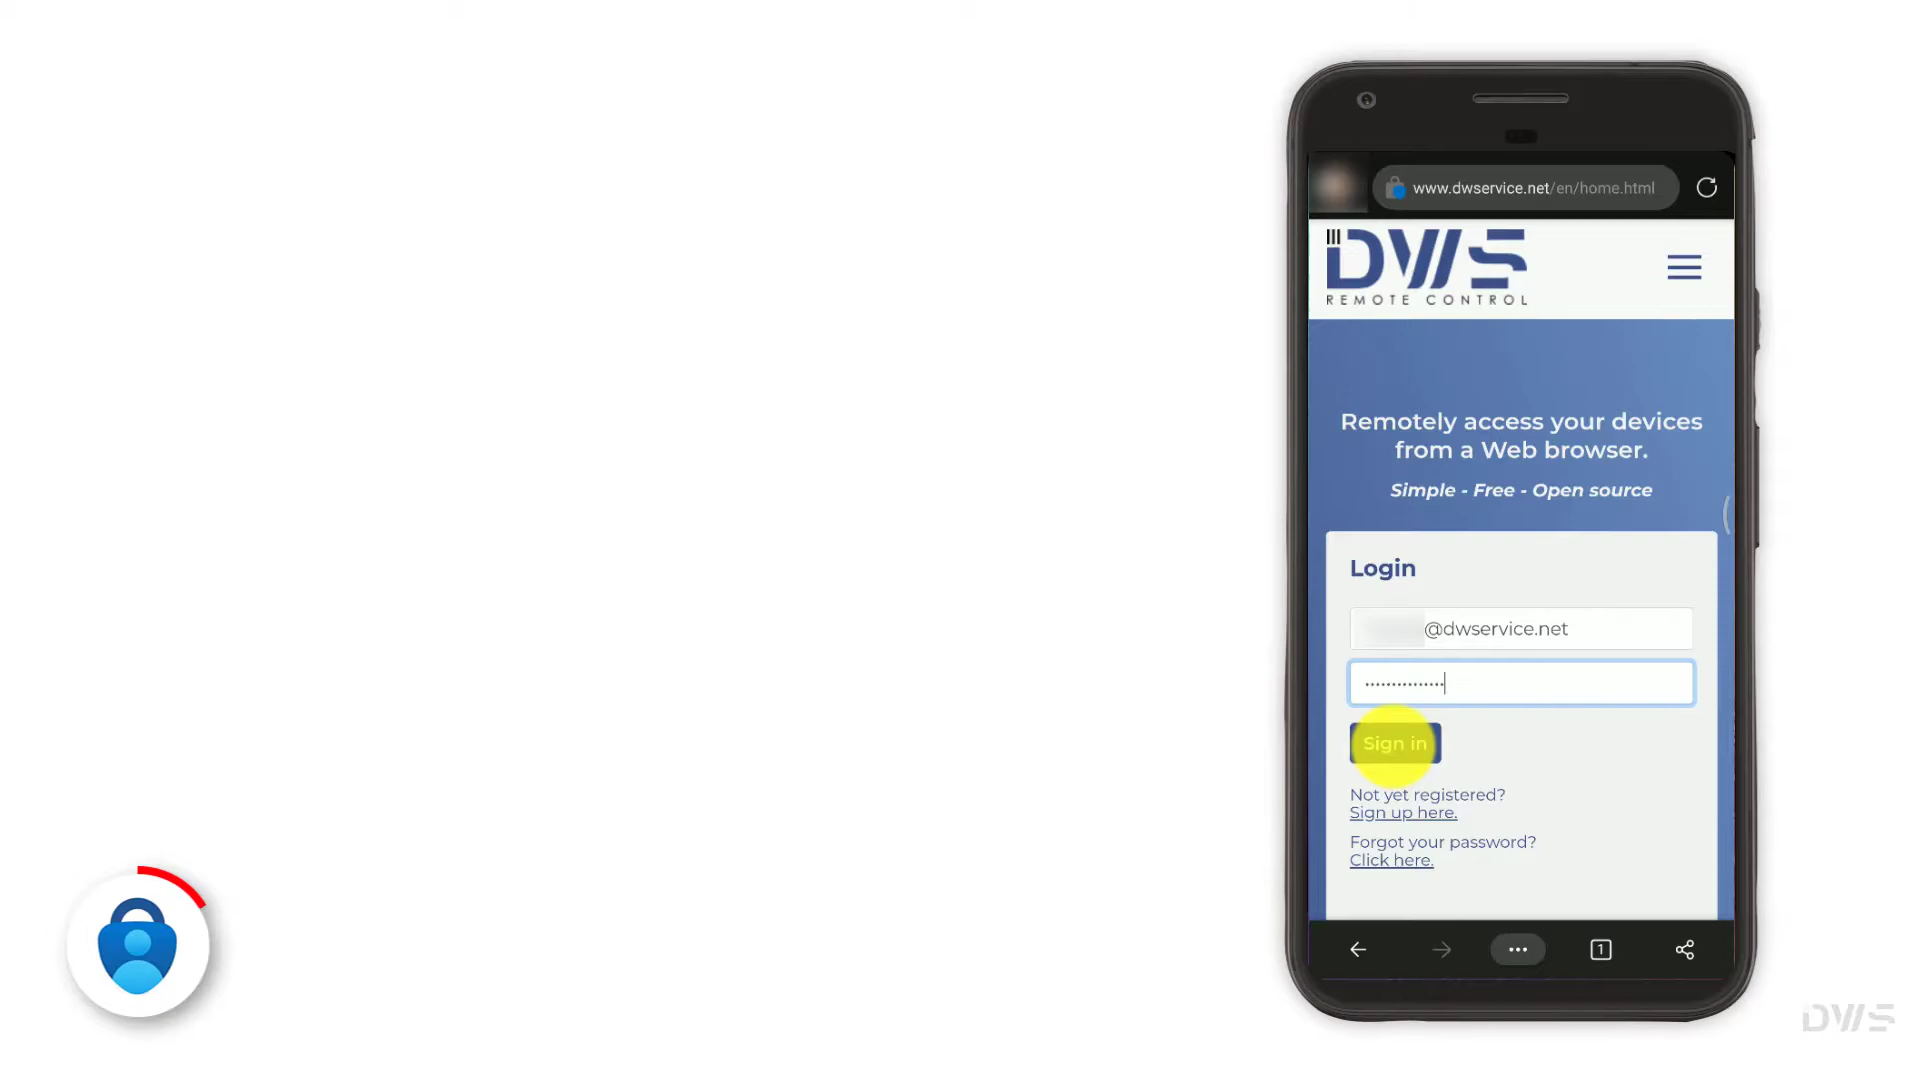 www.dwservice.net/en/home.html
DWS
REMOTE CONTROL
Remotely access your devices
from a Web browser.
Simple - Free - Open source
Login
@dwservice.net
Sign in
Not yet registered?
Sign up here.
Forgot your password?
Click here.
1
DWS